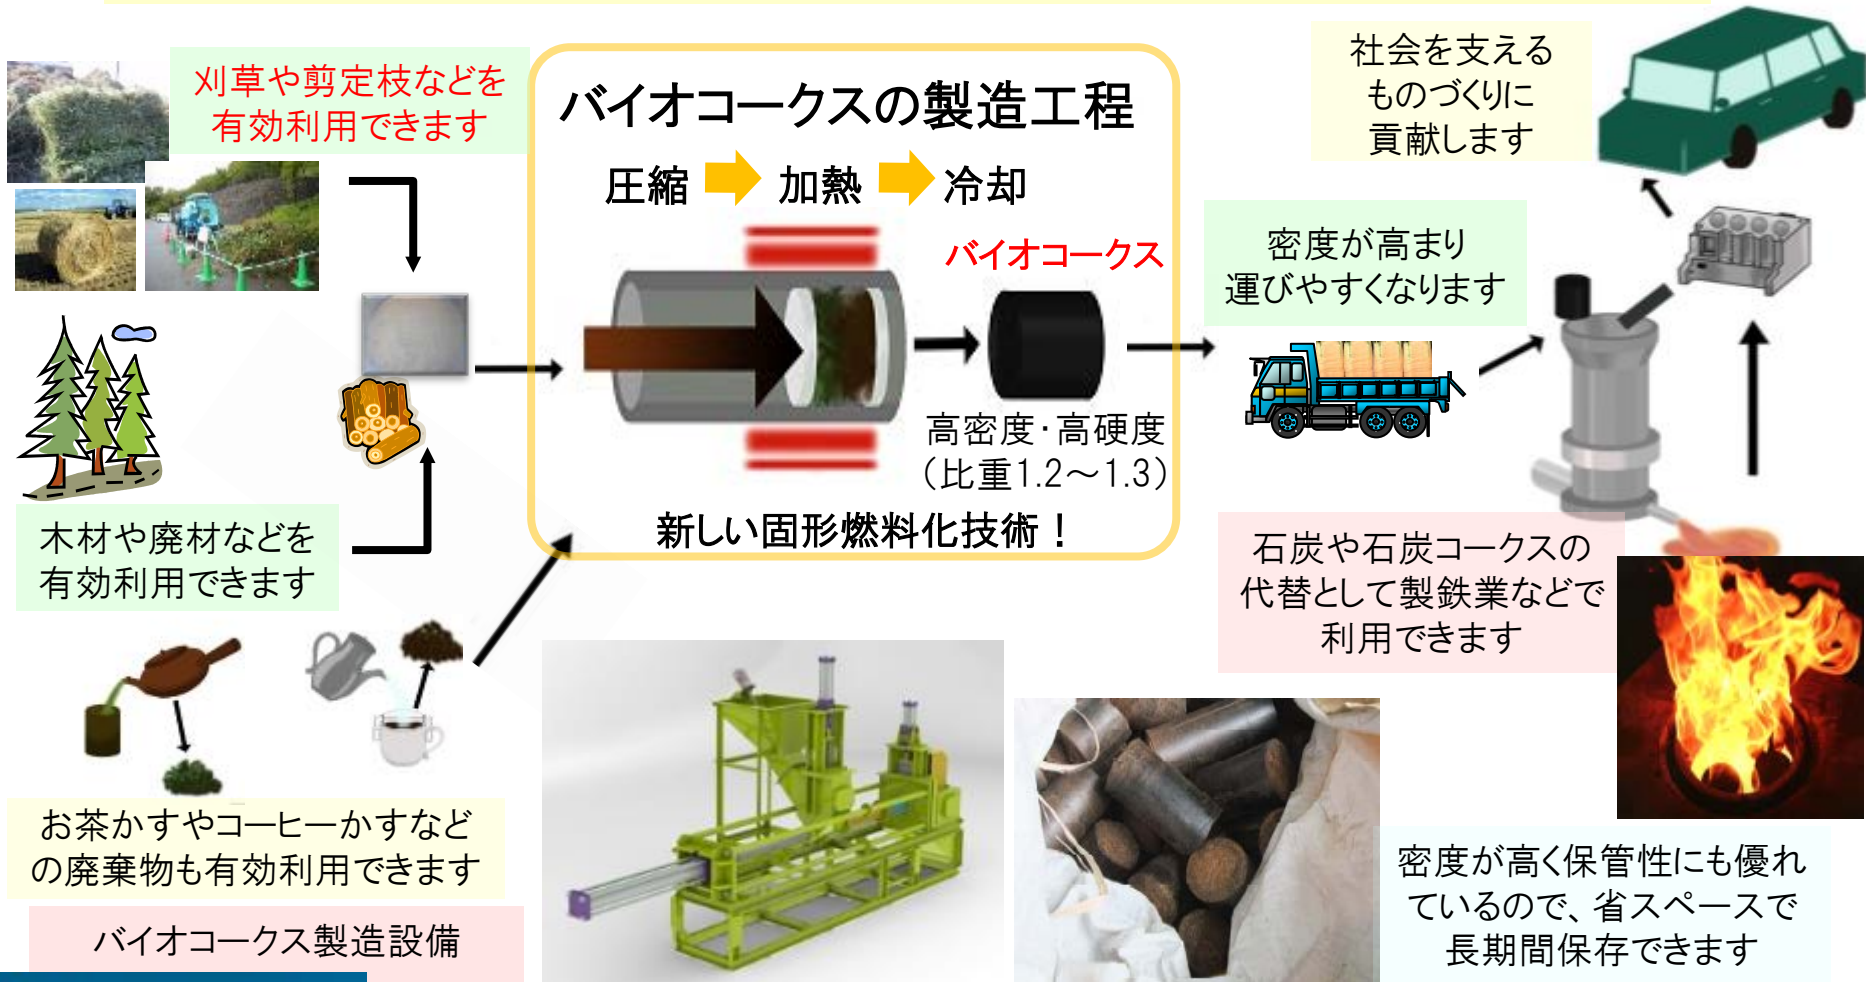 刈草や剪定枝などを
有効利用できます
バイオコークスの製造工程
圧縮
加熱
冷却
バイオコークス
高密度・高硬度
（比重1.2～1.3）
新しい固形燃料化技術！
社会を支える
ものづくりに
貢献します
密度が高まり
運びやすくなります
木材や廃材などを
有効利用できます
石炭や石炭コークスの
代替として製鉄業などで
利用できます
お茶かすやコーヒーかすなど
の廃棄物も有効利用できます
バイオコークス製造設備
密度が高く保管性にも優れ
ているので、省スペースで
長期間保存できます